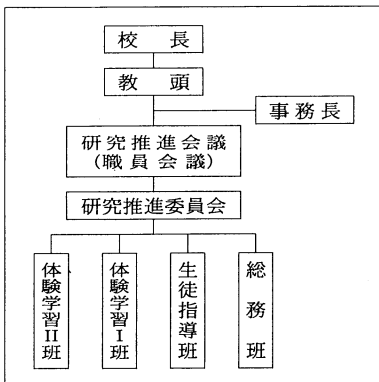 校長
教頭
事務長
研究推進会議
(職員会議)
研究推進委員会
体験学習II班
体験学習I班
生徒指導班
総務班